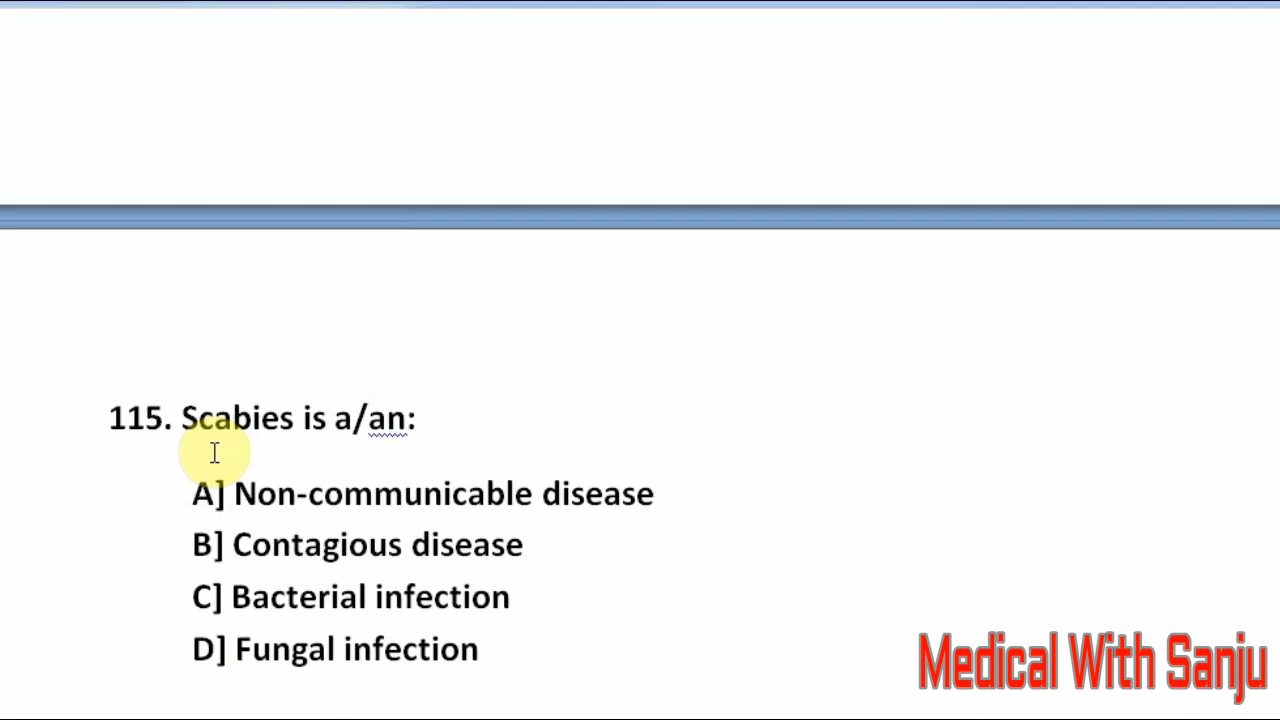 115. Scabies is a/an:
A] Non-communicable disease
B] Contagious disease
C] Bacterial infection
D] Fungal infection
Medical With Sanju